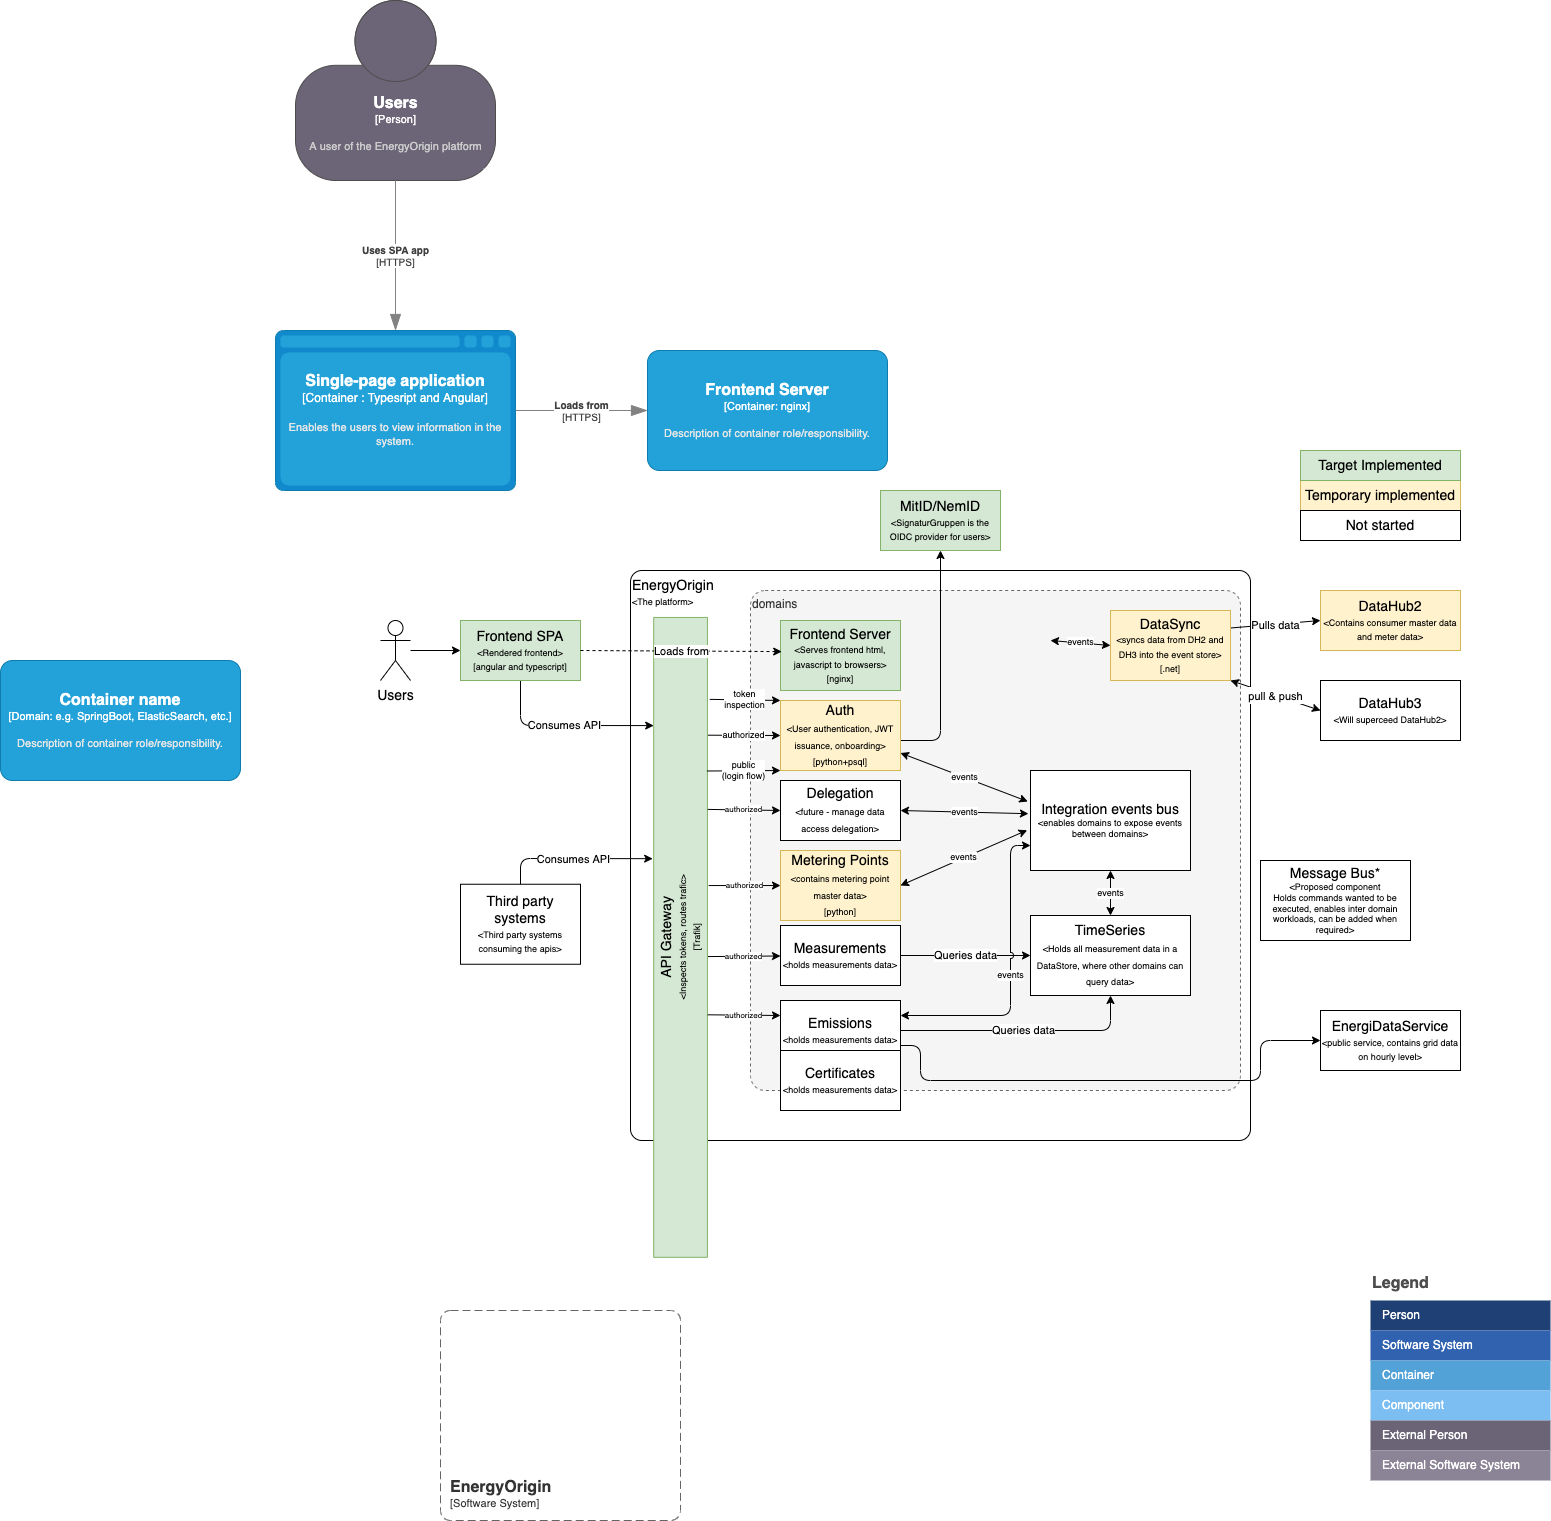 Users
[Person]
A user of the EnergyOrigin platform
Uses SPA app
[HTTPS]
Single-page application
[Container : Typesript and Angular]
Enables the users to view information in the
system.
Loads from
[HTTPS]
Frontend Server
[Container: nginx]
Description of container role/responsibility.
Target Implemented
Temporary implemented
Not started
MitID/NemID
<SignaturGruppen is the
OIDC provider for users>
EnergyOrigin
<The platform>
domains
Users
Frontend SPA
<Rendered frontend>
[angular and typescript]
Loads from
Frontend Server
<Serves frontend html,
javascript to browsers>
[nginx]
events
DataSync
<syncs data from DH2 and
DH3 into the event store>
[.net]
Pulls data
DataHub2
<Contains consumer master data
and meter data>
pull & push
DataHub3
<Will superceed DataHub2>
Container name
[Domain: e.g. SpringBoot, ElasticSearch, etc.]
Description of container role/responsibility.
Consumes API
token
inspection
authorized
public
(login flow)
Auth
<User authentication, JWT
issuance, onboarding>
[python+psql]
events
authorized
Delegation
<future - manage data
access delegation>
events
Integration events bus
<enables domains to expose events
between domains>
Consumes API
Third party
systems
<Third party systems
consuming the apis>
API Gateway
<Inspects tokens, routes trafic>
[Trafik]
authorized
Metering Points
<contains metering point
master data>
[python]
events
events
Message Bus*
<Proposed component
Holds commands wanted to be
executed, enables inter domain
workloads, can be added when
required>
authorized
Measurements
<holds measurements data>
Queries data
events
TimeSeries
<Holds all measurement data in a
DataStore, where other domains can
query data>
authorized
Emissions
<holds measurements data>
Queries data
Certificates
<holds measurements data>
EnergiDataService
<public service, contains grid data
on hourly level>
EnergyOrigin
[Software System]
Legend
Person
Software System
Container
Component
External Person
External Software System